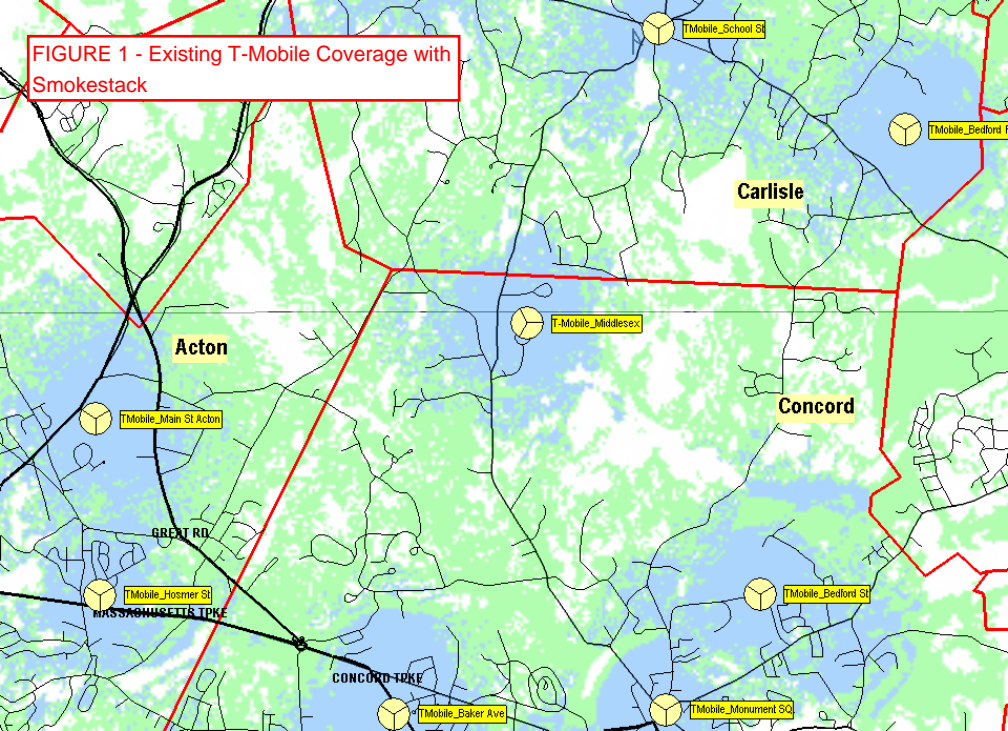 FIGURE 1 - Existing T-Mobile Coverage with
Smokestack
TMobile_School St
TMobile_Bedford
Carlisle
T-Mobile_Middlesex
Acton
Concord
TMobile_Main St Acton
GREAT RD
TMobile_Hosmer St
MASSACHUSETTS TPKE
TMobile_Bedford St
CONCORD TPKE
TMobile_Baker Ave
TMobile_Monument SQ